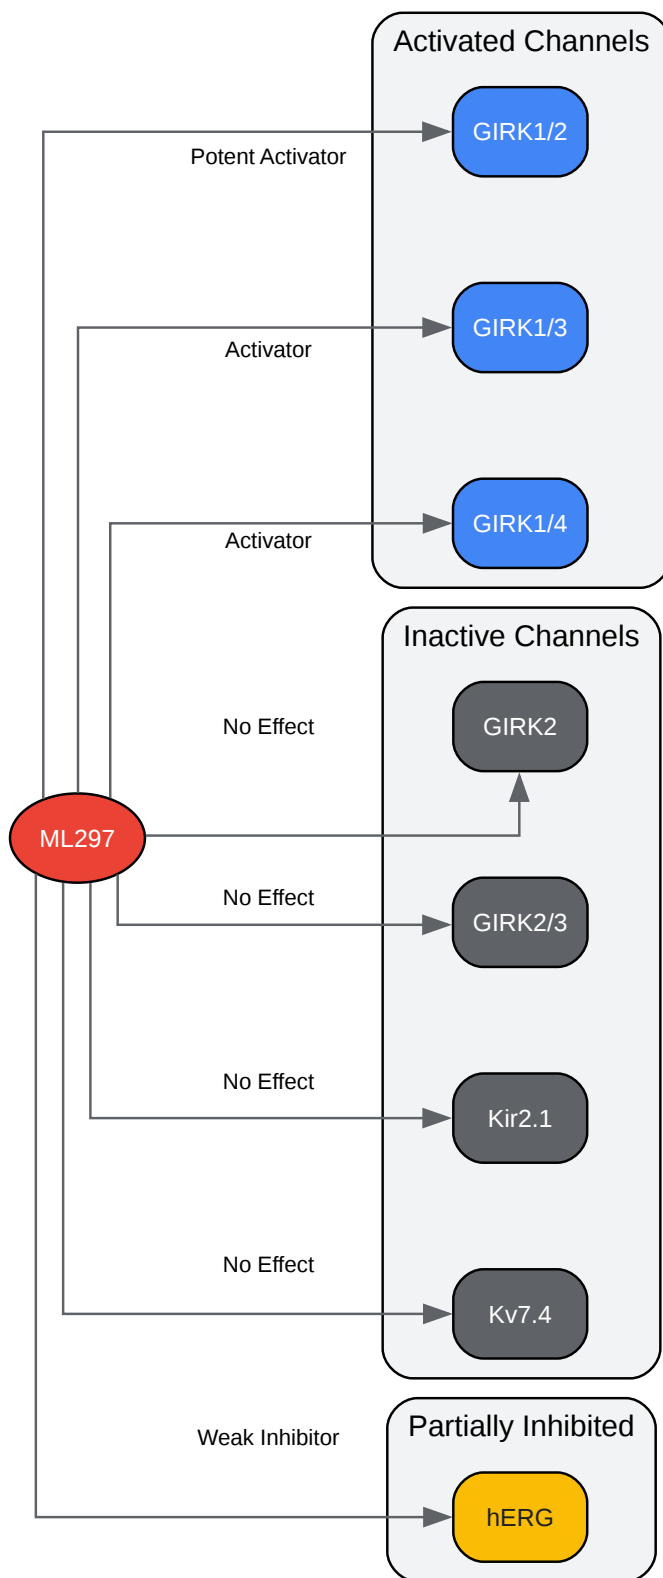 Activated Channels
GIRK1/2
Potent Activator
GIRK1/3
Activator
GIRK1/4
Activator
Inactive Channels
No Effect
GIRK2
ML297
No Effect
GIRK2/3
No Effect
Kir2.1
No Effect
Kv7.4
Partially Inhibited
Weak Inhibitor
hERG